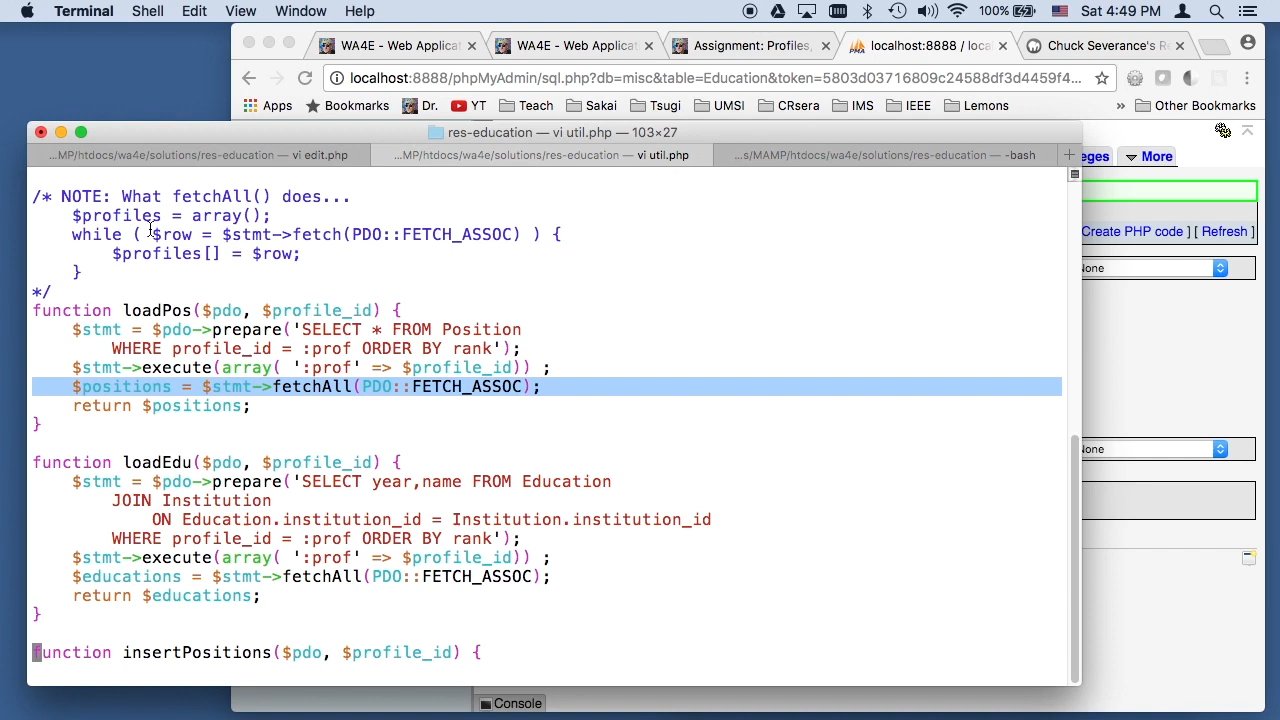 Terminal Shell Edit View Window Help 100% Sat 4:49 PM
WA4E - Web Applicat WA4E - Web Applicat Assignment: Profiles, localhost:8888 / loca Chuck Severance's Re
localhost:8888/phpMyAdmin/sql.php?db=misc&table=Education&token=5803d03716809c24538df3d4459f4...
Apps Bookmarks Dr. YT Teach Sakai Tsugi UMSI CRsera IMS IEEE Lemons » Other Bookmarks
res-education — vi util.php — 103×27
...MP/htdocs/wa4e/solutions/res-education — vi edit.php ...MP/htdocs/wa4e/solutions/res-education — vi util.php ...s/MAMP/htdocs/wa4e/solutions/res-education — -bash
eges More
Create PHP code ] [ Refresh ]
None
None
/* NOTE: What fetchAll() does...
$profiles = array();
while ( $row = $stmt->fetch(PDO::FETCH_ASSOC) ) {
$profiles[] = $row;
}
*/
function loadPos($pdo, $profile_id) {
$stmt = $pdo->prepare('SELECT * FROM Position
WHERE profile_id = :prof ORDER BY rank');
$stmt->execute(array( ':prof' => $profile_id)) ;
$positions = $stmt->fetchAll(PDO::FETCH_ASSOC);
return $positions;
}
function loadEdu($pdo, $profile_id) {
$stmt = $pdo->prepare('SELECT year,name FROM Education
JOIN Institution
ON Education.institution_id = Institution.institution_id
WHERE profile_id = :prof ORDER BY rank');
$stmt->execute(array( ':prof' => $profile_id)) ;
$educations = $stmt->fetchAll(PDO::FETCH_ASSOC);
return $educations;
}
function insertPositions($pdo, $profile_id) {
Console